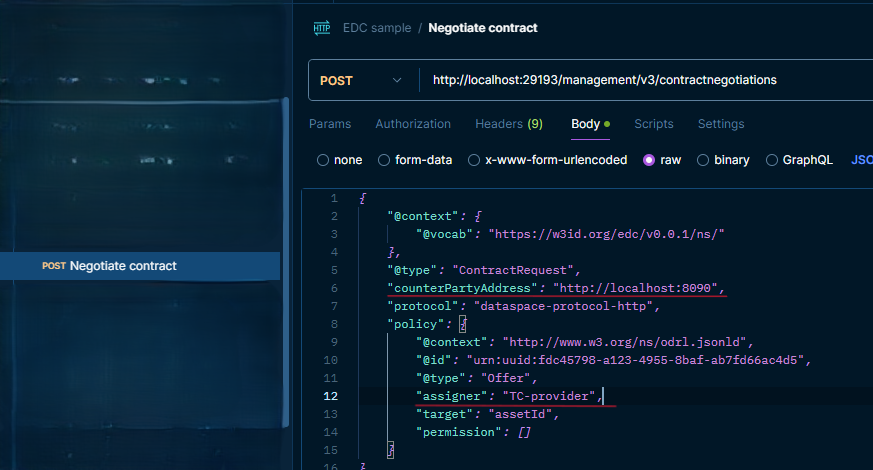 HTTP EDC sample / Negotiate contract
POST http://localhost:29193/management/v3/contractnegotiations
Params Authorization Headers (9) Body Scripts Settings
none form-data x-www-form-urlencoded raw binary GraphQL JSO
1 {
2 "@context": {
3 "@vocab": "https://w3id.org/edc/v0.0.1/ns/"
4 },
POST Negotiate contract
5 "@type": "ContractRequest",
6 "counterPartyAddress": "http://localhost:8090",
7 "protocol": "dataspace-protocol-http",
8 "policy": {
9 "@context": "http://www.w3.org/ns/odrl.jsonld",
10 "@id": "urn:uuid:fdc45798-a123-4955-8baf-ab7fd66ac4d5",
11 "@type": "Offer",
12 "assigner": "TC-provider",
13 "target": "assetId",
14 "permission": []
15 }
16 }